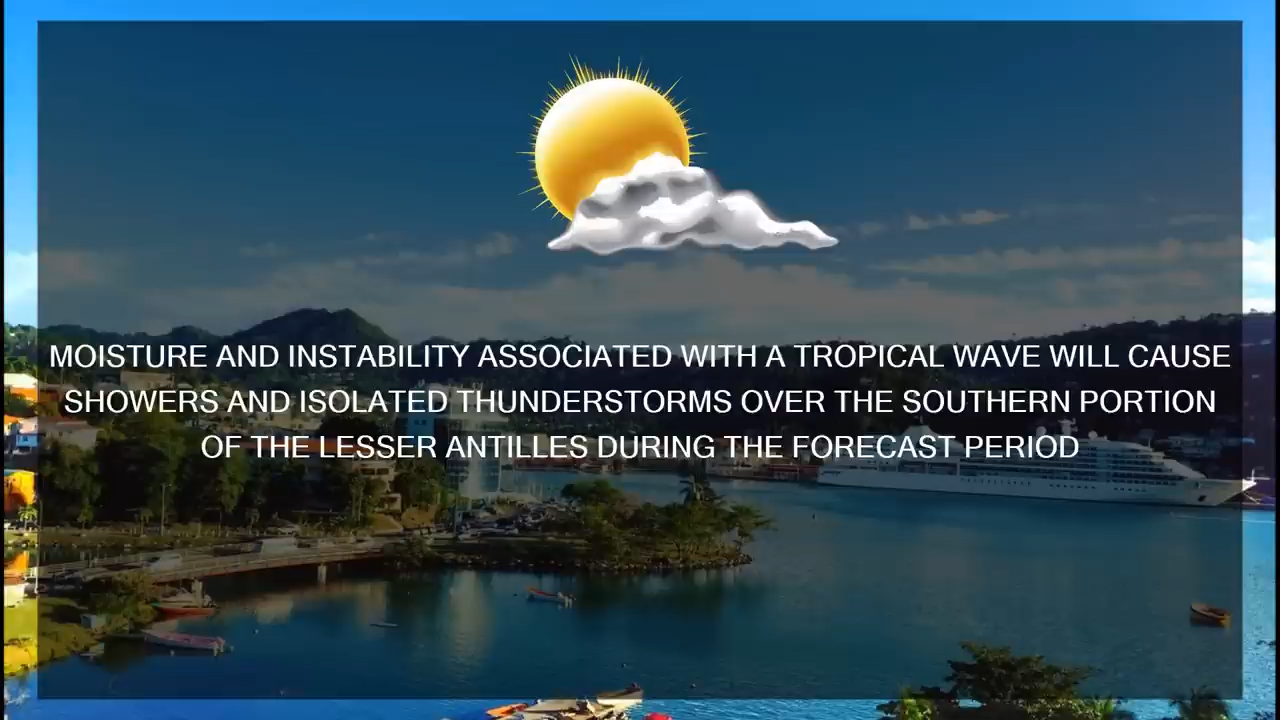 MOISTURE AND INSTABILITY ASSOCIATED WITH A TROPICAL WAVE WILL CAUSE
SHOWERS AND ISOLATED THUNDERSTORMS OVER THE SOUTHERN PORTION
OF THE LESSER ANTILLES DURING THE FORECAST PERIOD